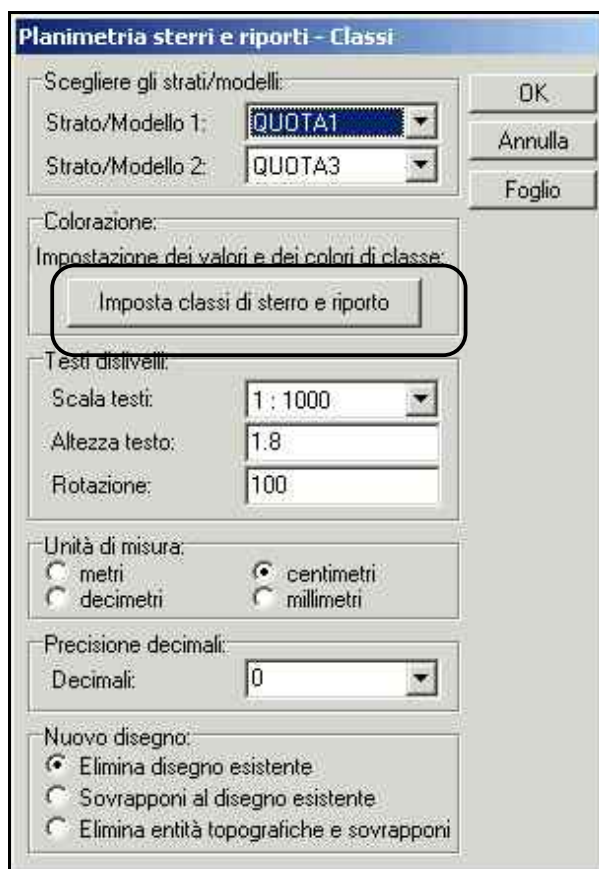 Planimetria sterri e riporti - Classi
Scegliere gli strati/modelli:
Strato/Modello 1: QUOTA1
Strato/Modello 2: QUOTA3
OK
Annulla
Foglio
Colorazione:
Impostazione dei valori e dei colori di classe:
Imposta classi di sterro e riporto
Testi dislivelli:
Scala testi: 1 : 1000
Altezza testo: 1.8
Rotazione: 100
Unità di misura:
metri centimetri
decimetri millimetri
Precisione decimali:
Decimali: 0
Nuovo disegno:
Elimina disegno esistente
Sovrapponi al disegno esistente
Elimina entità topografiche e sovrapponi